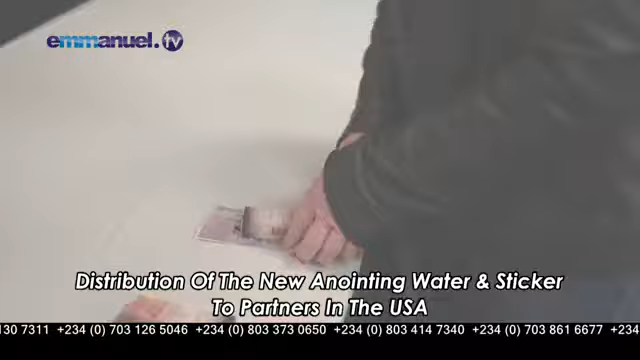 emmanuel.tv
Distribution Of The New Anointing Water & Sticker
To Partners In The USA
130 7311 +234 (0) 703 126 5046 +234 (0) 803 373 0650 +234 (0) 803 414 7340 +234 (0) 703 861 6677 +234